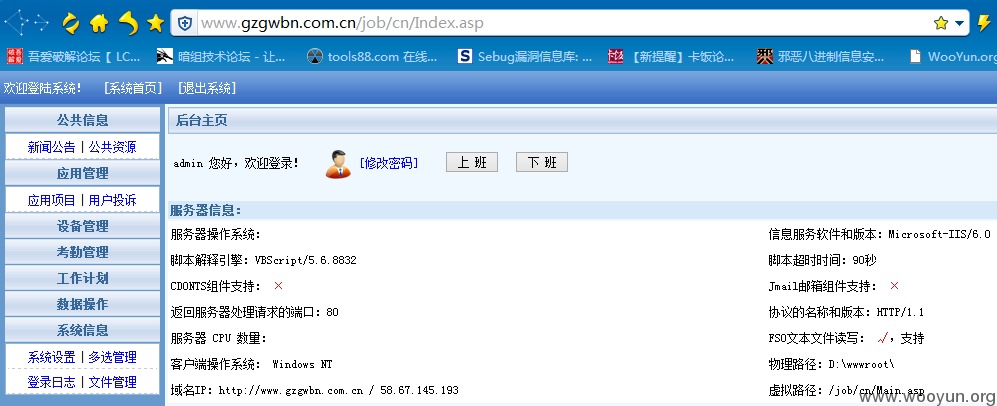 www.gzgwbn.com.cn/job/cn/Index.asp
吾爱破解论坛【 LC... 暗组技术论坛 - 让... tools88.com 在线... Sebug漏洞信息库: ... 【新提醒】卡饭论... 邪恶八进制信息安... WooYun.org
欢迎登陆系统! [系统首页] [退出系统]
公共信息
新闻公告 | 公共资源
应用管理
应用项目 | 用户投诉
设备管理
考勤管理
工作计划
数据操作
系统信息
系统设置 | 多选管理
登录日志 | 文件管理
后台主页
admin 您好，欢迎登录! [修改密码] 上 班 下 班
服务器信息：
服务器操作系统： 信息服务软件和版本：Microsoft-IIS/6.0
脚本解释引擎：VBScript/5.6.8832 脚本超时时间：90秒
CDONTS组件支持： × Jmail邮箱组件支持： ×
返回服务器处理请求的端口：80 协议的名称和版本：HTTP/1.1
服务器 CPU 数量： FSO文本文件读写： √，支持
客户端操作系统： Windows NT 物理路径：D:\wwwroot\
域名IP：http://www.gzgwbn.com.cn / 58.67.145.193 虚拟路径：/job/cn/Main.asp
www.wooyun.org